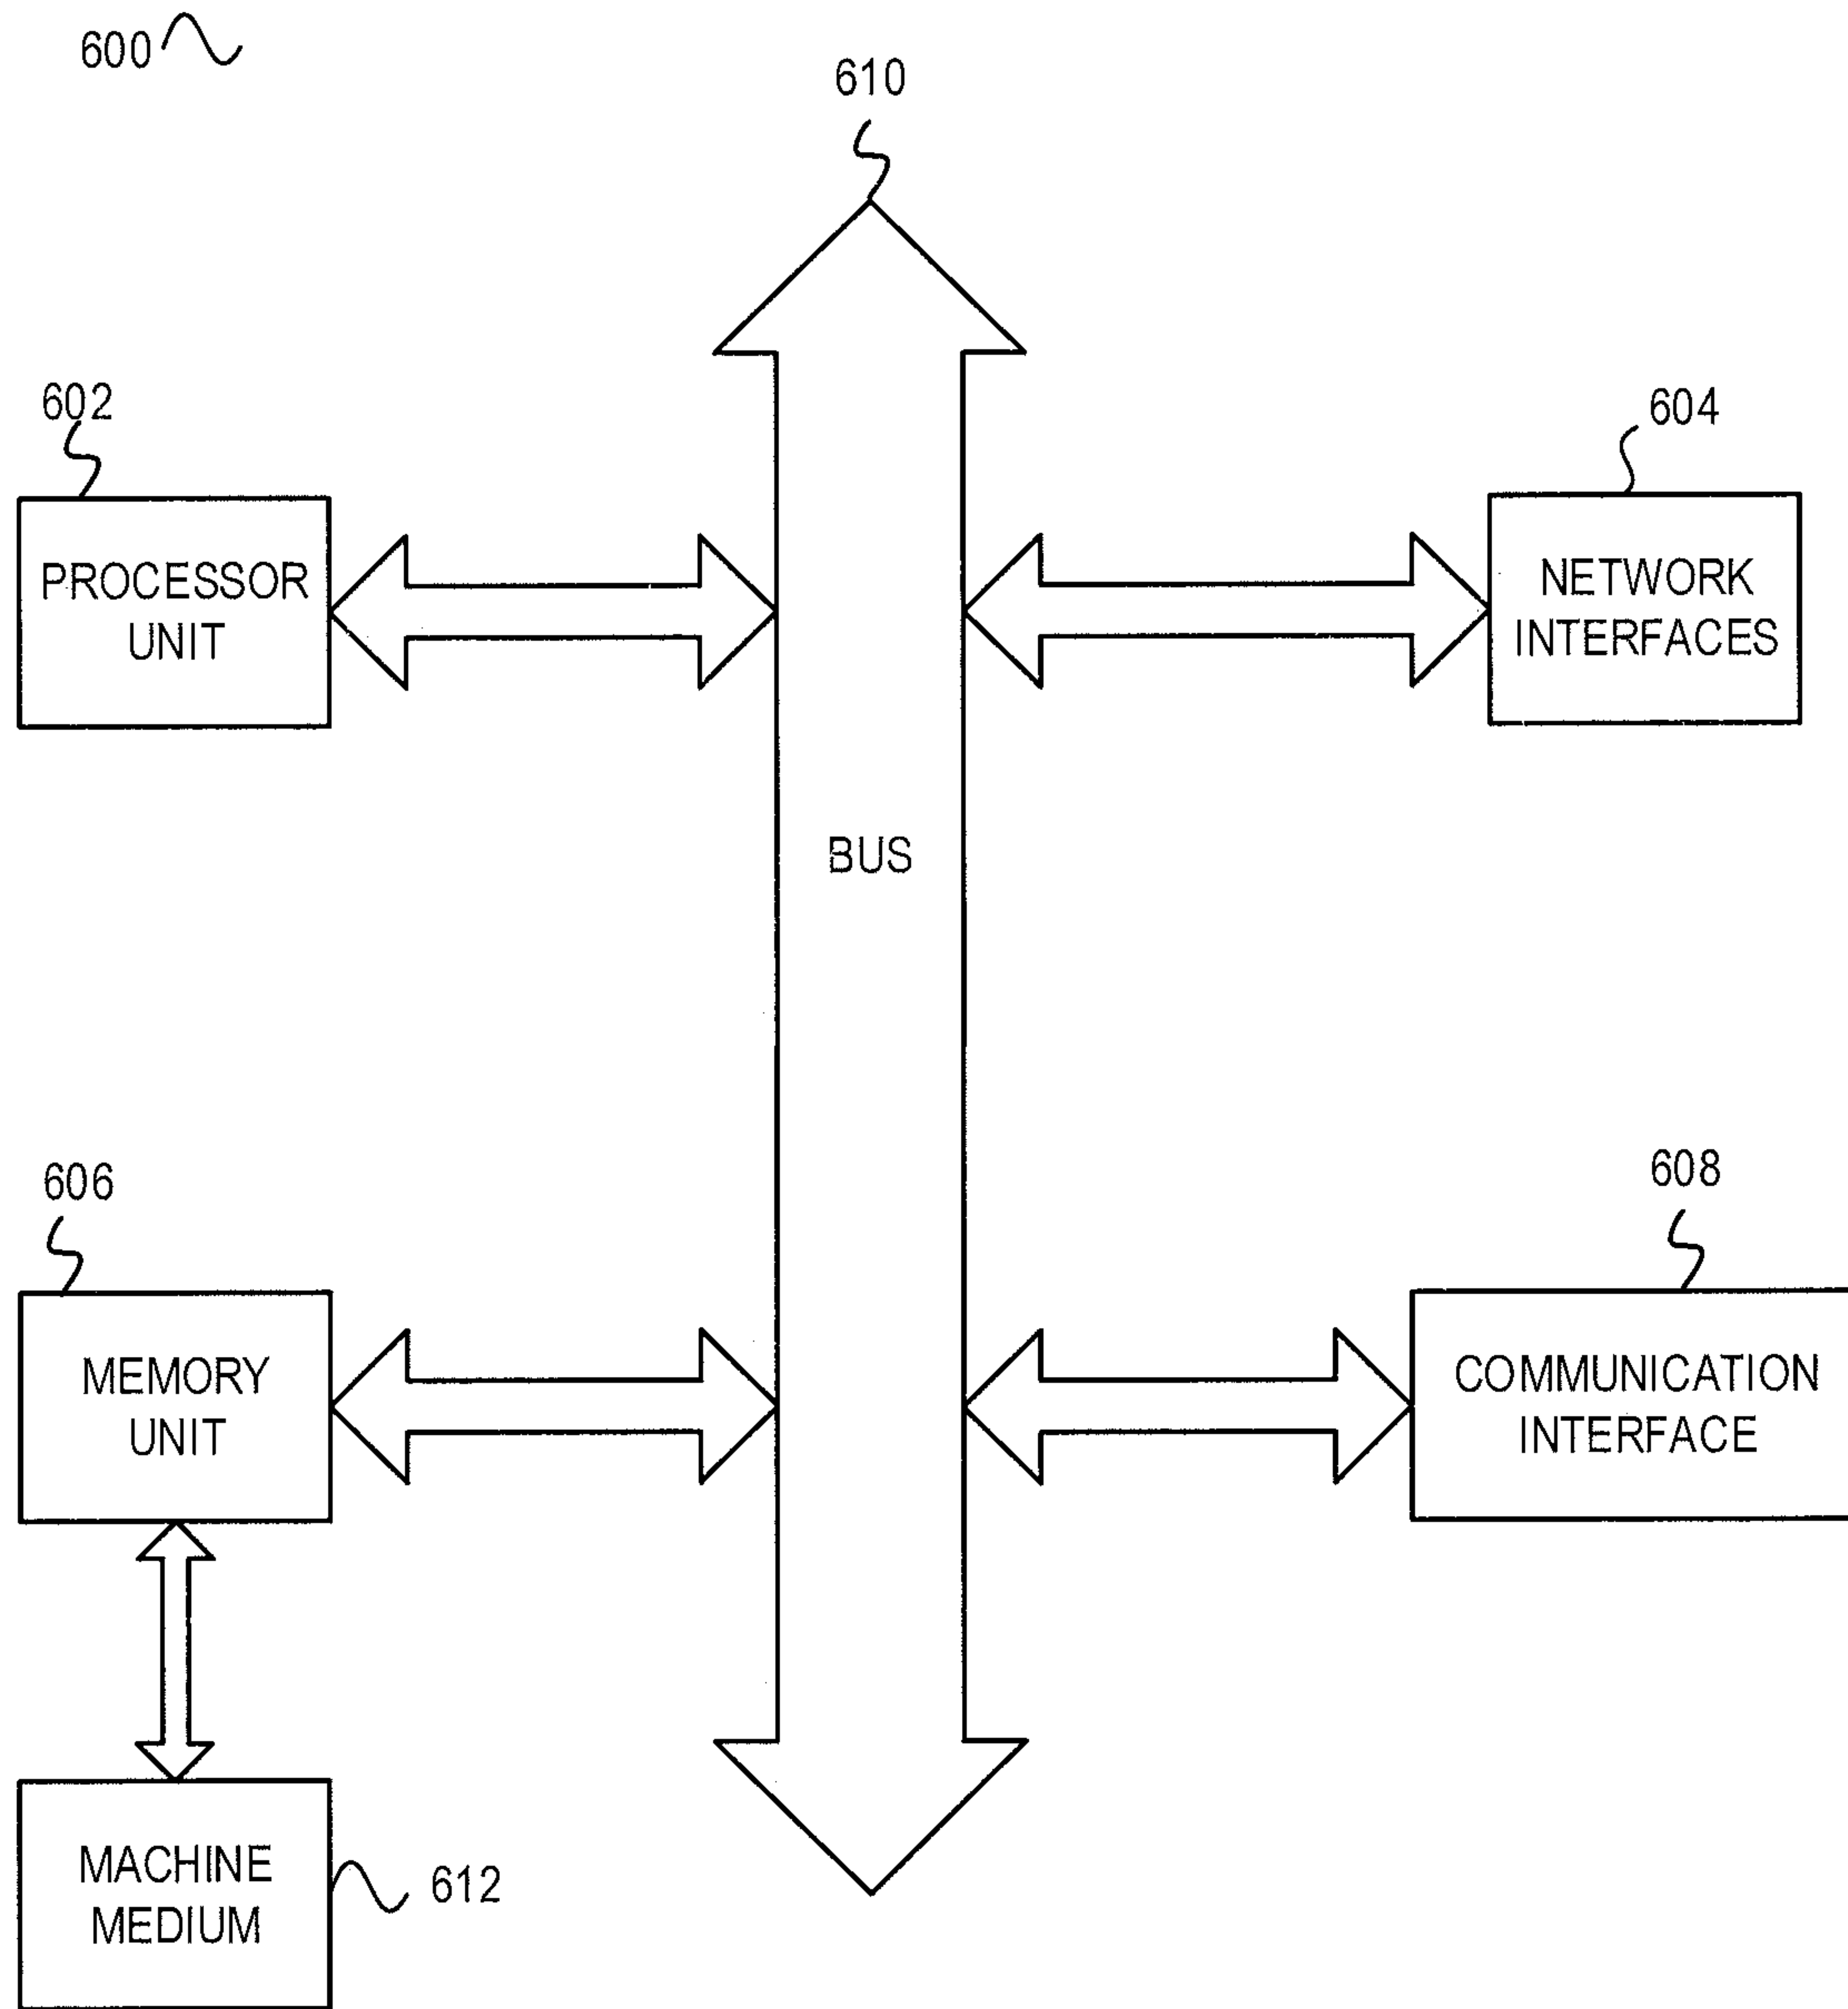 600
610
602
604
PROCESSOR
UNIT
NETWORK
INTERFACES
BUS
606
608
MEMORY
UNIT
COMMUNICATION
INTERFACE
MACHINE
MEDIUM
612